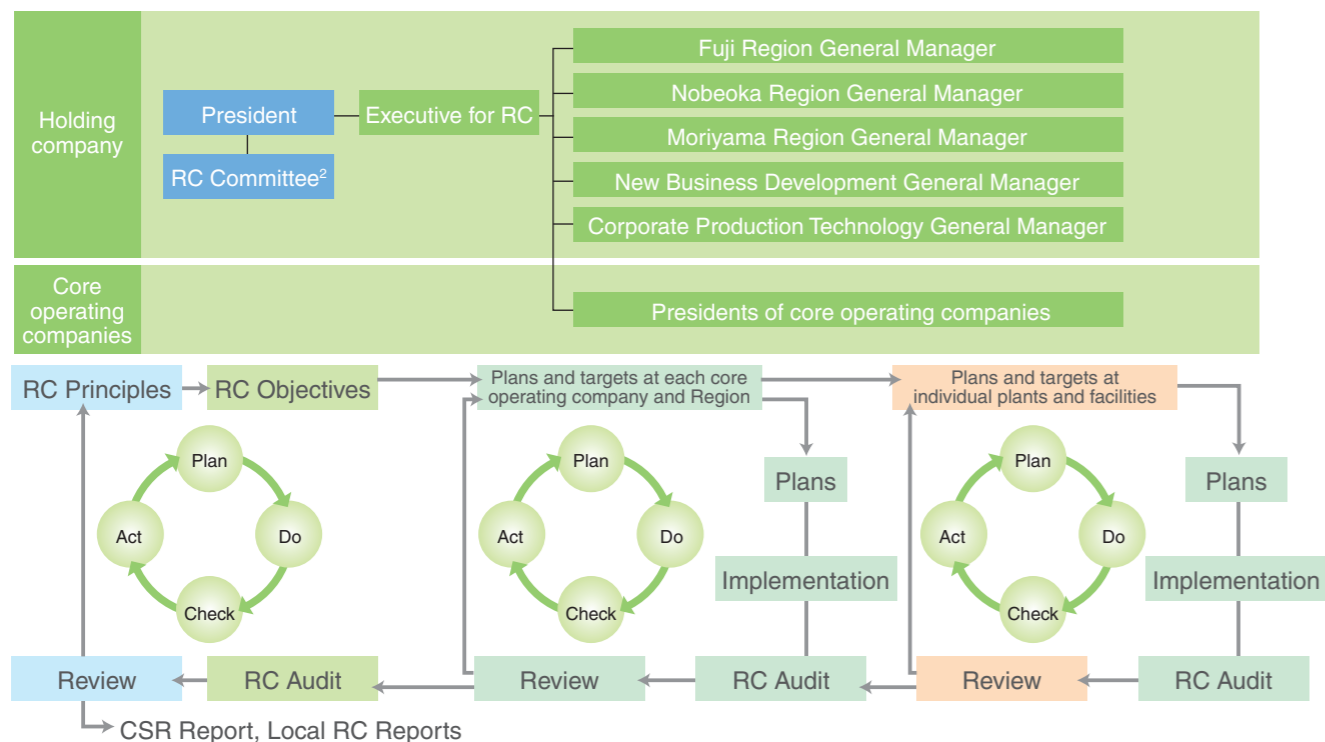 Holding
company
President
RC Committee²
Executive for RC
Fuji Region General Manager
Nobeoka Region General Manager
Moriyama Region General Manager
New Business Development General Manager
Corporate Production Technology General Manager
Core
operating
companies
Presidents of core operating companies
RC Principles
RC Objectives
Plans and targets at each core
operating company and Region
Plans and targets at
individual plants and facilities
Plan
Do
Check
Act
Plan
Do
Check
Act
Plans
Implementation
Plan
Do
Check
Act
Plans
Implementation
Review
RC Audit
Review
RC Audit
Review
RC Audit
CSR Report, Local RC Reports